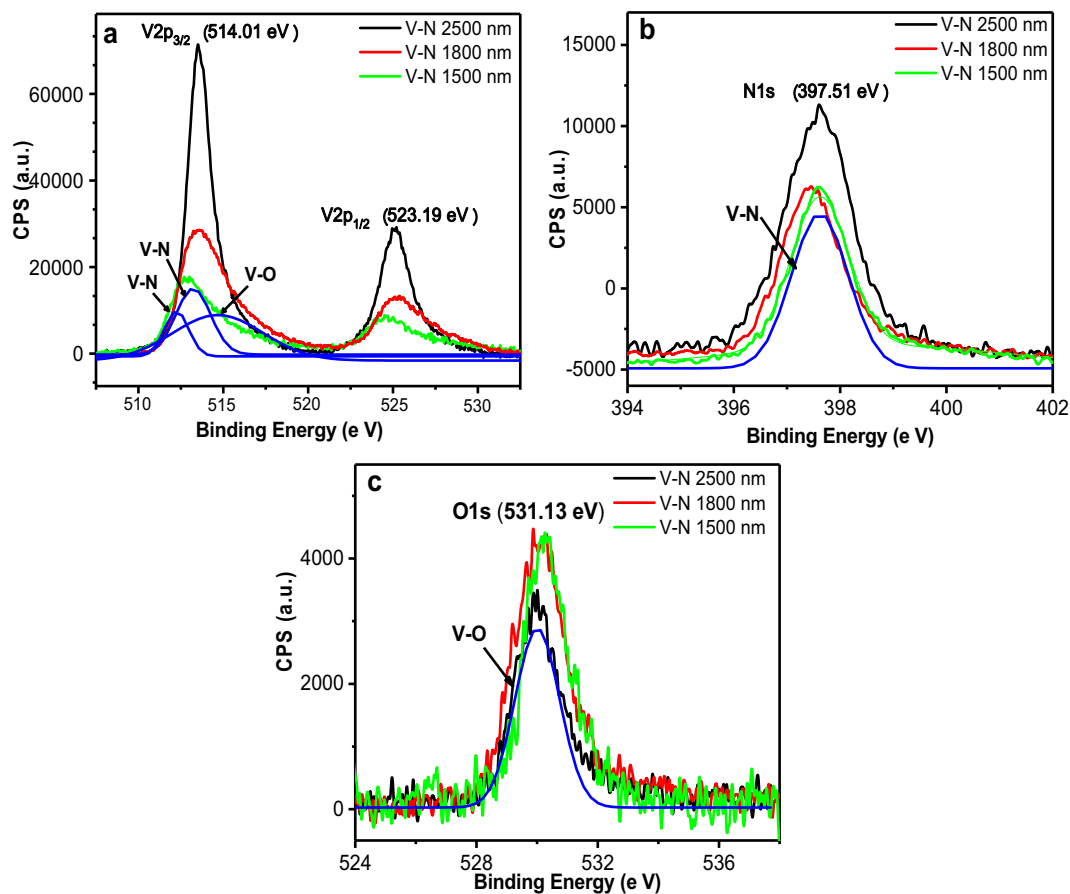 a
V2p3/2 (514.01 eV )
V-N 2500 nm
V-N 1800 nm
V-N 1500 nm
60000
40000
20000
0
V2p1/2 (523.19 eV )
V-N
V-N
V-O
CPS (a.u.)
510
515
520
525
530
Binding Energy (e V)
b
V-N 2500 nm
V-N 1800 nm
V-N 1500 nm
N1s (397.51 eV )
15000
10000
5000
0
-5000
V-N
CPS (a.u.)
394
396
398
400
402
Binding Energy (e V)
c
V-N 2500 nm
V-N 1800 nm
V-N 1500 nm
O1s (531.13 eV)
4000
2000
0
V-O
CPS (a.u.)
524
528
532
536
Binding Energy (e V)